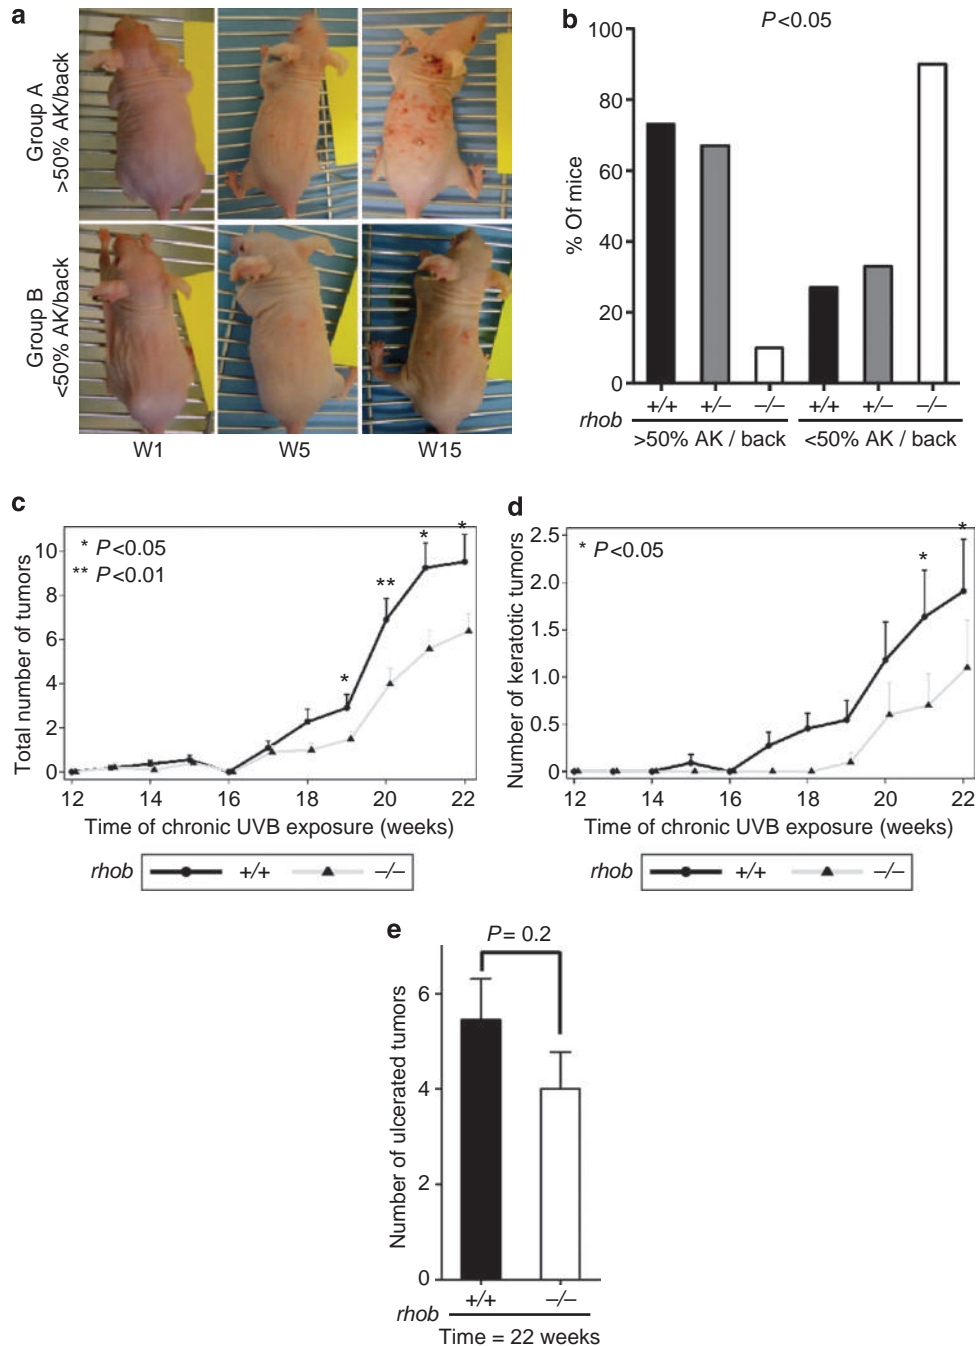 a
Group A
>50% AK/back
Group B
<50% AK/back
W1
W5
W15
b
P<0.05
% Of mice
100
80
60
40
20
0
+/+
+/−
−/−
+/+
+/−
−/−
rhob
>50% AK / back
<50% AK / back
c
* P<0.05
** P<0.01
*
**
*
*
Total number of tumors
10
8
6
4
2
0
12
14
16
18
20
22
Time of chronic UVB exposure (weeks)
rhob
+/+
−/−
d
* P<0.05
*
*
Number of keratotic tumors
2.5
2.0
1.5
1.0
0.5
0
12
14
16
18
20
22
Time of chronic UVB exposure (weeks)
rhob
+/+
−/−
e
P = 0.2
Number of ulcerated tumors
6
4
2
0
+/+
−/−
rhob
Time = 22 weeks